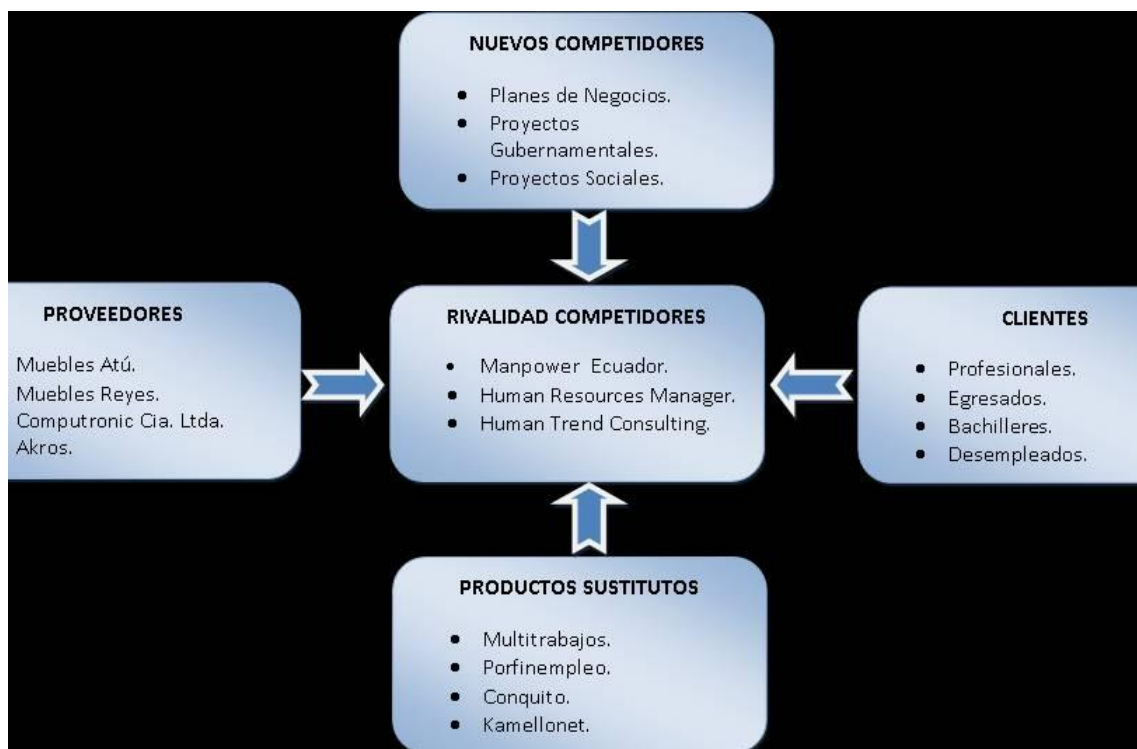 NUEVOS COMPETIDORES
• Planes de Negocios.
• Proyectos
Gubernamentales.
• Proyectos Sociales.
PROVEEDORES
Muebles Atú.
Muebles Reyes.
Computronic Cia. Ltda.
Akros.
RIVALIDAD COMPETIDORES
• Manpower Ecuador.
• Human Resources Manager.
• Human Trend Consulting.
CLIENTES
• Profesionales.
• Egresados.
• Bachilleres.
• Desempleados.
PRODUCTOS SUSTITUTOS
• Multitrabajos.
• Porfinempleo.
• Conquito.
• Kamellonet.